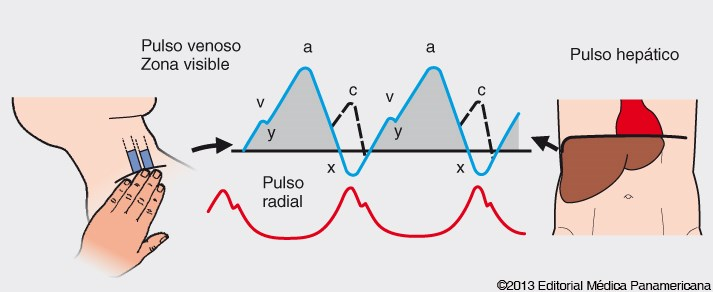 Pulso venoso
Zona visible
a
a
Pulso hepático
v
c
v
c
y
y
x
x
Pulso
radial
©2013 Editorial Médica Panamericana